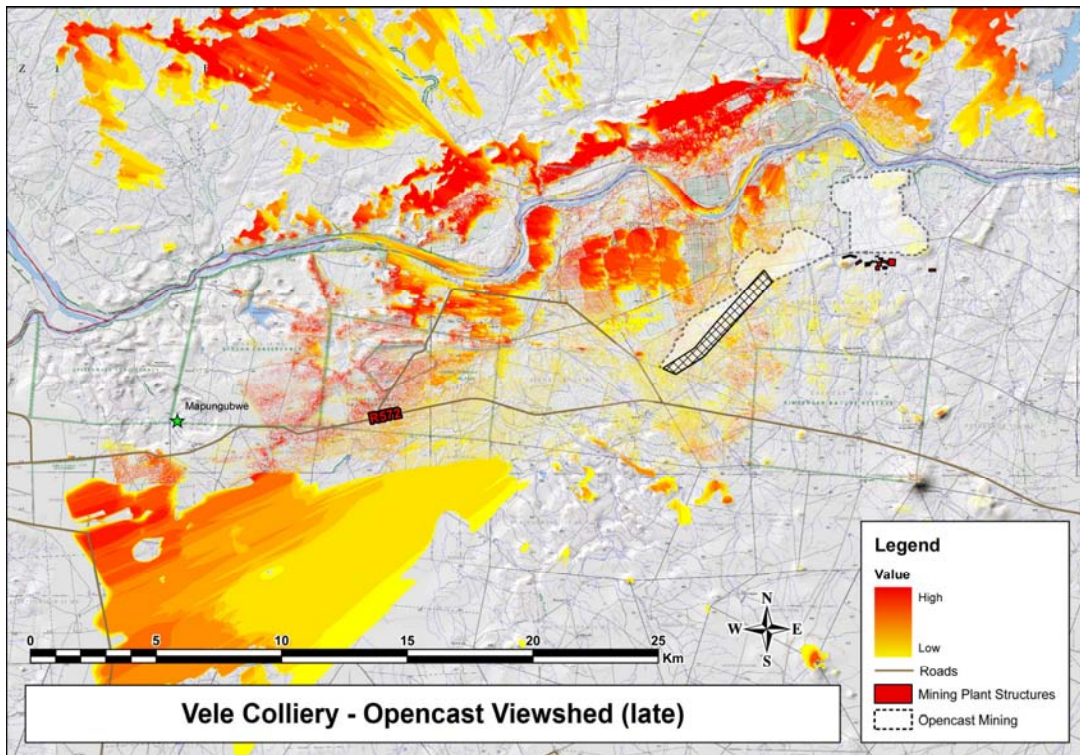 Mapungubwe
R572
Legend
Value
High
Low
Roads
Mining Plant Structures
Opencast Mining
N
W E
S
0 5 10 15 20 25
Km
Vele Colliery - Opencast Viewshed (late)